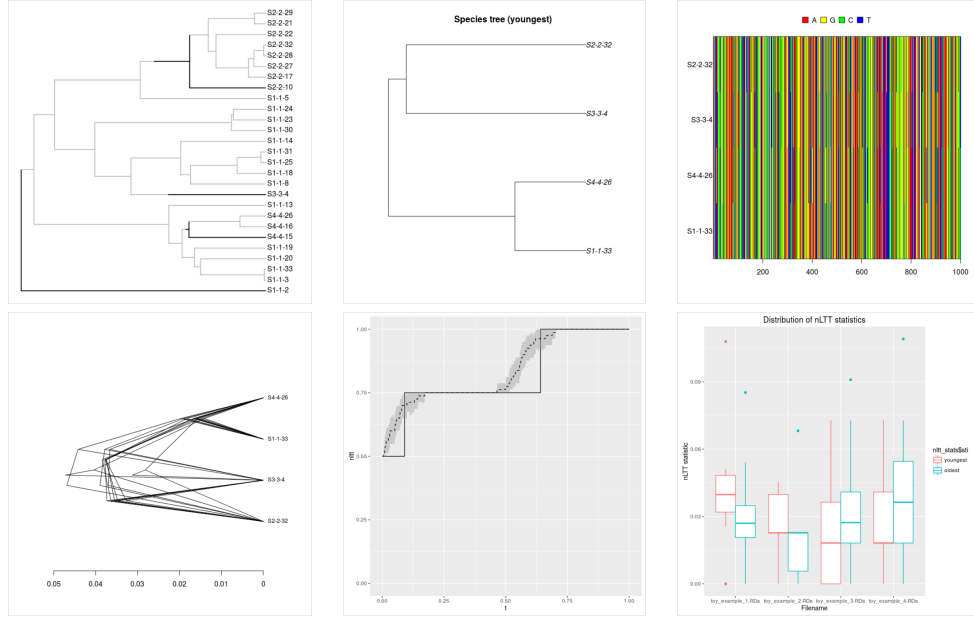 S2-2-29
S2-2-21
S2-2-22
S2-2-32
S2-2-28
S2-2-27
S2-2-17
S2-2-10
S1-1-5
S1-1-24
S1-1-23
S1-1-30
S1-1-14
S1-1-31
S1-1-25
S1-1-18
S1-1-8
S3-3-4
S1-1-13
S4-4-26
S4-4-16
S4-4-15
S1-1-19
S1-1-20
S1-1-33
S1-1-3
S1-1-2
Species tree (youngest)
S2-2-32
S3-3-4
S4-4-26
S1-1-33
A G C T
S2-2-32
S3-3-4
S4-4-26
S1-1-33
200 400 600 800 1000
S4-4-26
S1-1-33
S3-3-4
S2-2-32
0.05 0.04 0.03 0.02 0.01 0
1.00
0.75
0.50
0.25
0.00
nltt
0.00 0.25 0.50 0.75 1.00
t
Distribution of nLTT statistics
0.09
0.06
0.03
0.00
nLTT statistic
nltt_stats$sti
youngest
oldest
toy_example_1.RDa toy_example_2.RDa toy_example_3.RDa toy_example_4.RDa
Filename